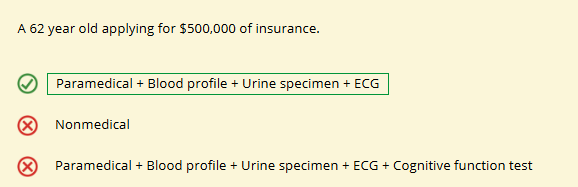 A 62 year old applying for $500,000 of insurance.
Paramedical + Blood profile + Urine specimen + ECG
Nonmedical
Paramedical + Blood profile + Urine specimen + ECG + Cognitive function test